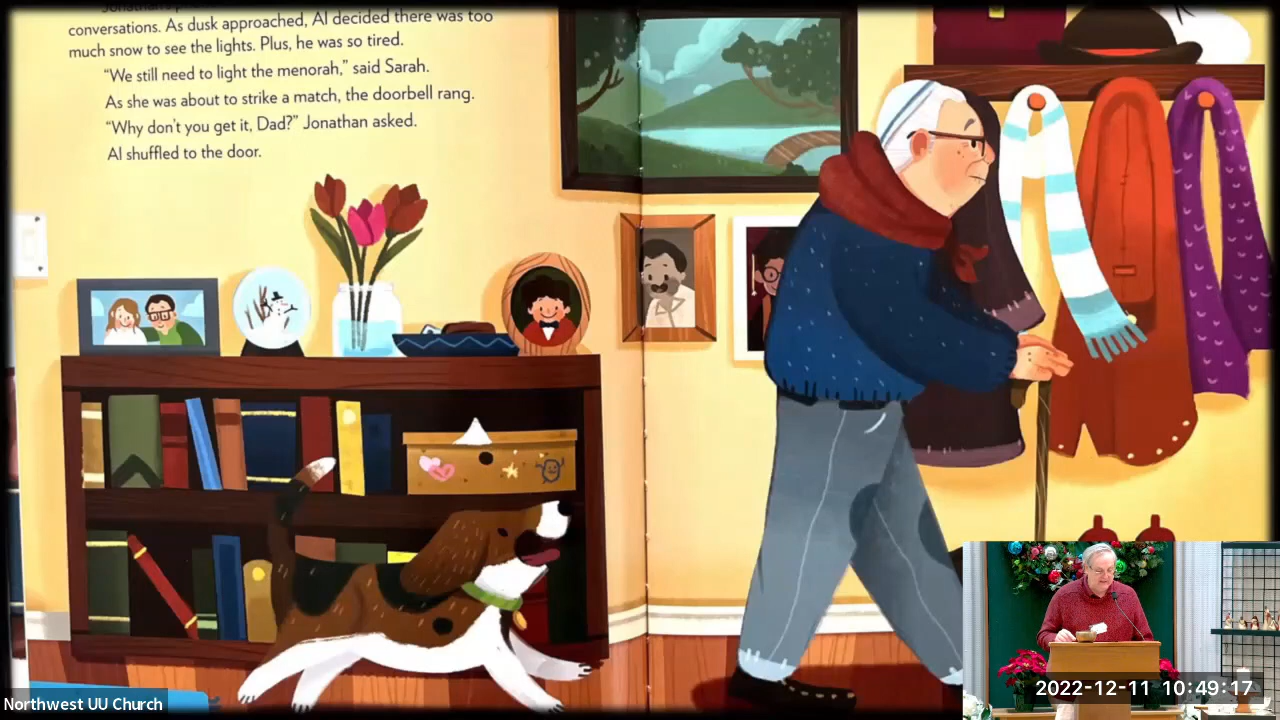 conversations. As dusk approached, Al decided there was too
much snow to see the lights. Plus, he was so tired.
“We still need to light the menorah,” said Sarah.
As she was about to strike a match, the doorbell rang.
“Why don’t you get it, Dad?” Jonathan asked.
Al shuffled to the door.
Northwest UU Church
2022-12-11 10:49:17